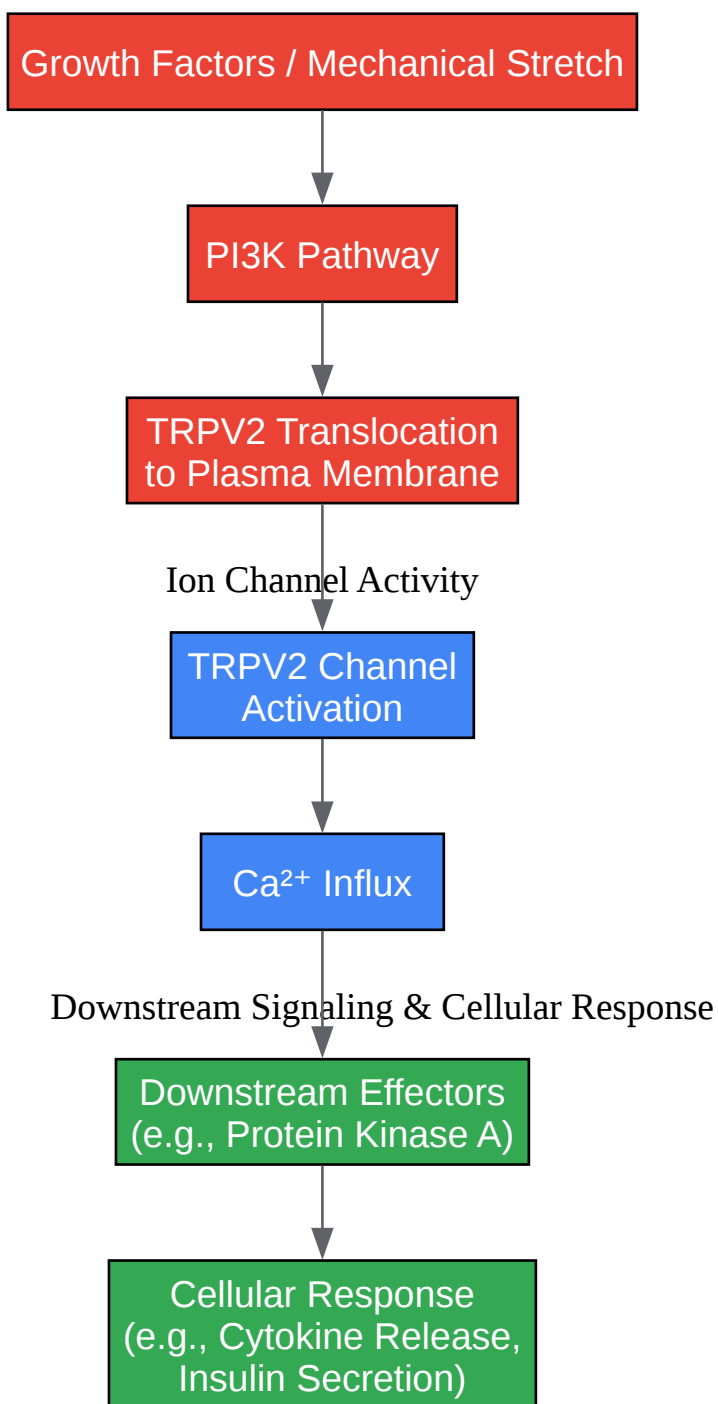 Growth Factors / Mechanical Stretch
PI3K Pathway
TRPV2 Translocation
to Plasma Membrane
Ion Channel Activity
TRPV2 Channel
Activation
Ca²⁺ Influx
Downstream Signaling & Cellular Response
Downstream Effectors
(e.g., Protein Kinase A)
Cellular Response
(e.g., Cytokine Release,
Insulin Secretion)